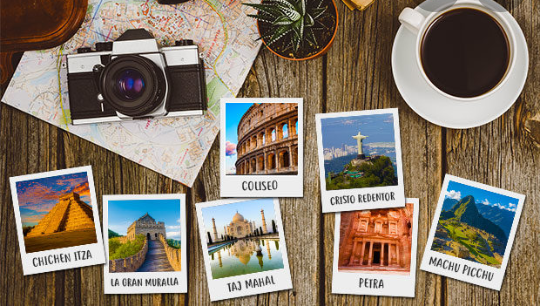 COLISEO
CRISTO REDENTOR
CHICHEN ITZA
LA GRAN MURALLA
TAJ MAHAL
PETRA
MACHU PICCHU